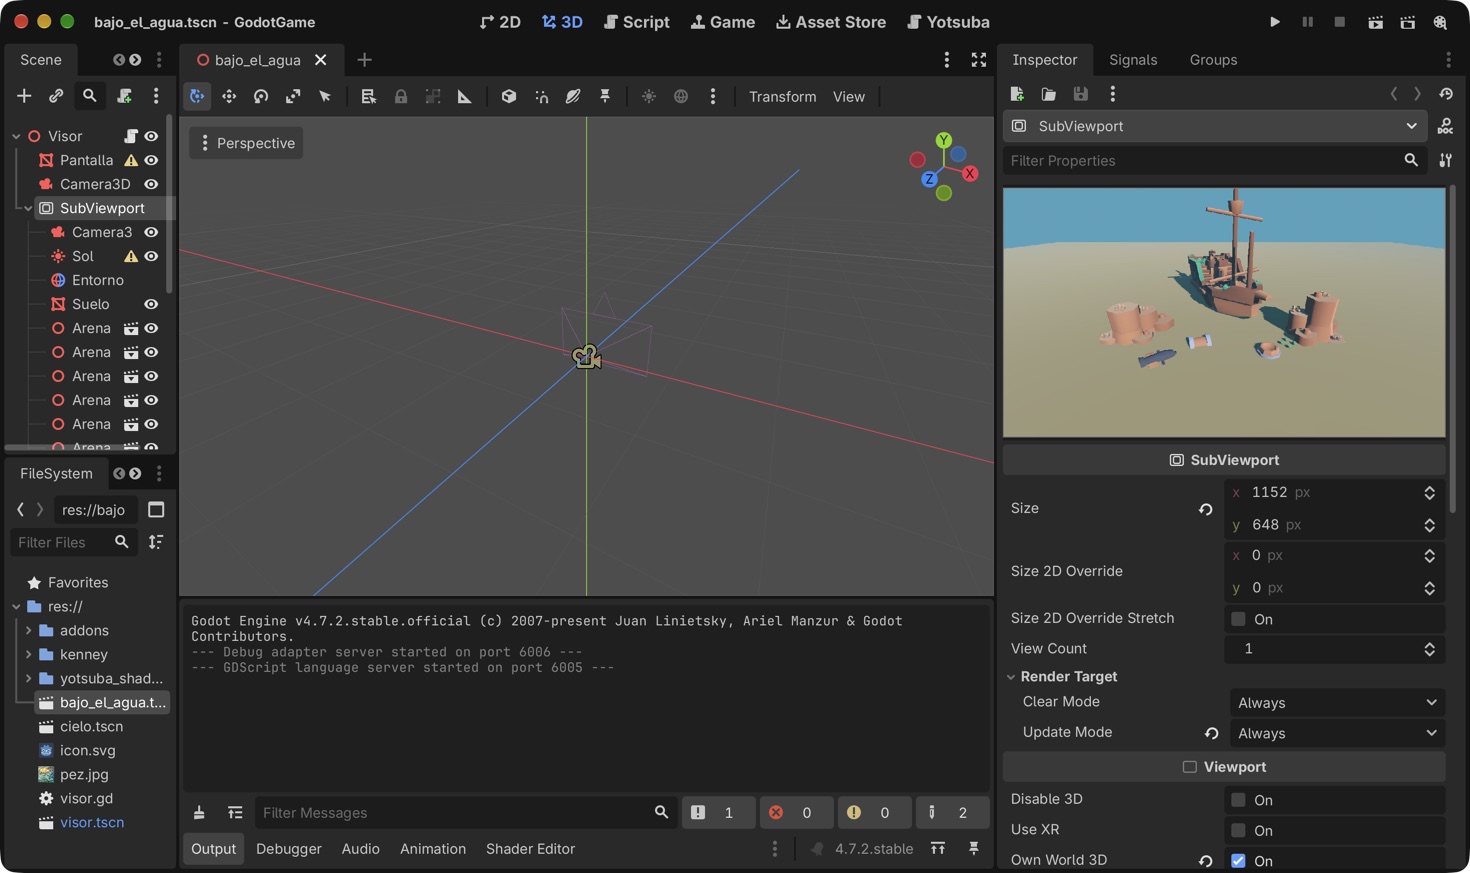 bajo_el_agua.tscn - GodotGame
2D
3D
Script
Game
Asset Store
Yotsuba
Scene
bajo_el_agua
Transform
View
Visor
Pantalla
Camera3D
SubViewport
Camera3
Sol
Entorno
Suelo
Arena
Arena
Arena
Arena
Arena
Arena
Perspective
Y
X
Z
FileSystem
res://bajo
Filter Files
Favorites
res://
addons
kenney
yotsuba_shad...
bajo_el_agua.t...
cielo.tscn
icon.svg
pez.jpg
visor.gd
visor.tscn
Godot Engine v4.7.2.stable.official (c) 2007-present Juan Linietsky, Ariel Manzur & Godot
Contributors.
--- Debug adapter server started on port 6006 ---
--- GDScript language server started on port 6005 ---
Filter Messages
1
0
0
2
Output
Debugger
Audio
Animation
Shader Editor
4.7.2.stable
Inspector
Signals
Groups
SubViewport
DOC
Filter Properties
SubViewport
Size
x 1152 px
y 648 px
Size 2D Override
x 0 px
y 0 px
Size 2D Override Stretch
On
View Count
1
Render Target
Clear Mode
Always
Update Mode
Always
Viewport
Disable 3D
On
Use XR
On
Own World 3D
On